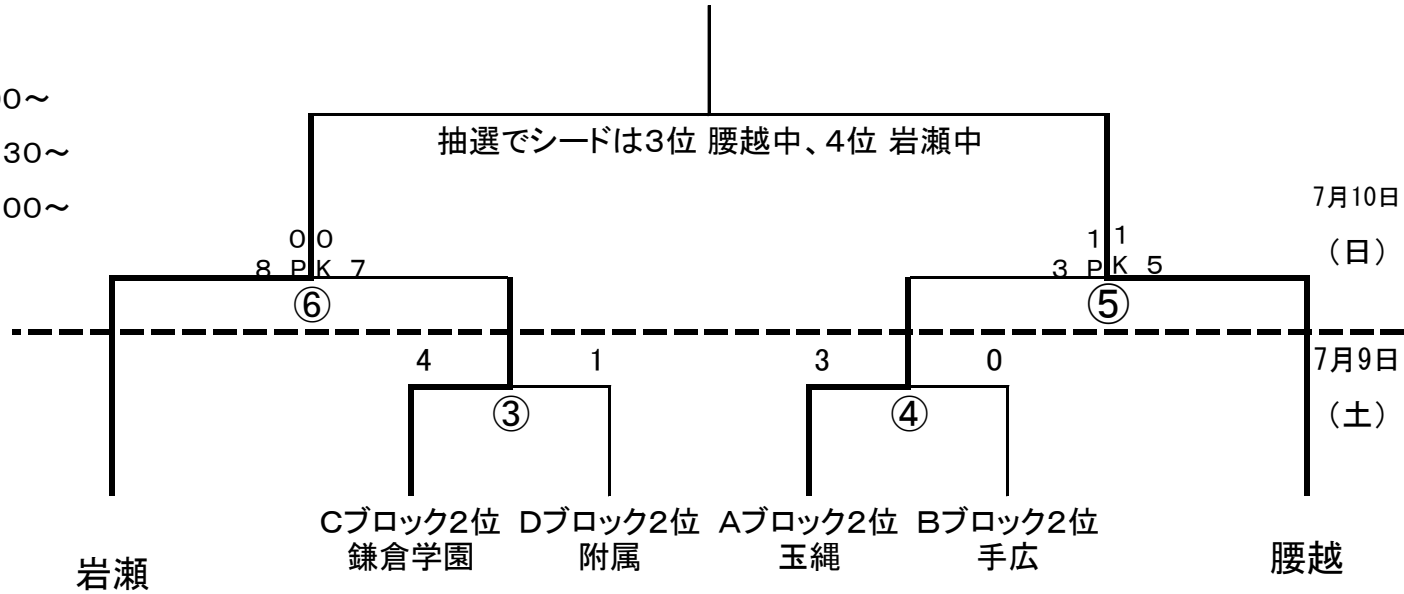 00～
抽選でシードは３位 腰越中、４位 岩瀬中
30～
00～
7月10日
（日）
0 0
8 PK 7
1 1
3 PK 5
⑥
⑤
4 1
3 0
7月9日
（土）
③
④
Cブロック２位 Dブロック２位 Aブロック２位 Bブロック２位
鎌倉学園 附属 玉縄 手広
岩瀬
腰越